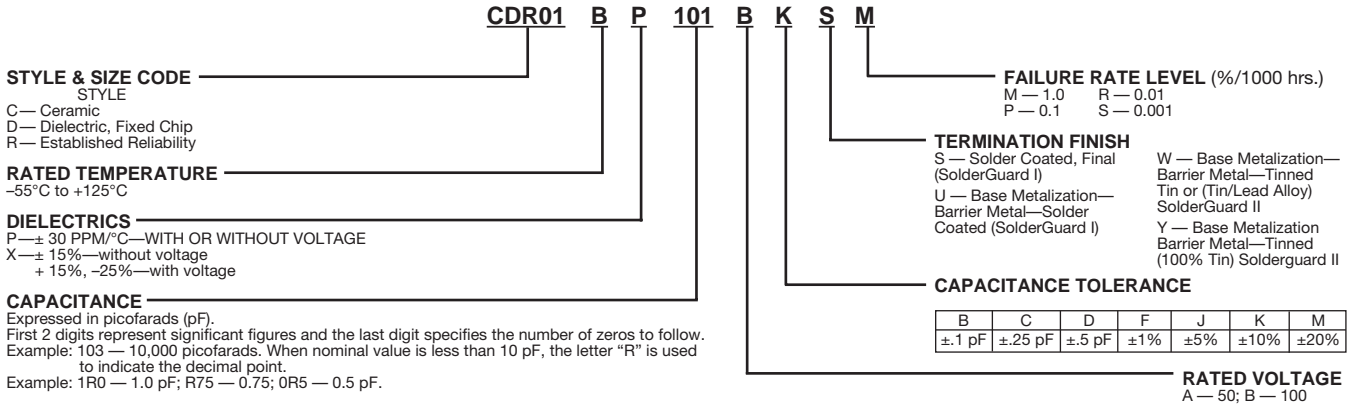 CDR01 B P 101 B K S M
STYLE & SIZE CODE
STYLE
C— Ceramic
D— Dielectric, Fixed Chip
R— Established Reliability
RATED TEMPERATURE
–55°C to +125°C
DIELECTRICS
P—± 30 PPM/°C—WITH OR WITHOUT VOLTAGE
X—± 15%—without voltage
+ 15%, –25%—with voltage
CAPACITANCE
Expressed in picofarads (pF).
First 2 digits represent significant figures and the last digit specifies the number of zeros to follow.
Example: 103 — 10,000 picofarads. When nominal value is less than 10 pF, the letter “R” is used
to indicate the decimal point.
Example: 1R0 — 1.0 pF; R75 — 0.75; 0R5 — 0.5 pF.
FAILURE RATE LEVEL (%/1000 hrs.)
M — 1.0 R — 0.01
P — 0.1 S — 0.001
TERMINATION FINISH
S — Solder Coated, Final
(SolderGuard I)
U — Base Metalization—
Barrier Metal—Solder
Coated (SolderGuard I)
W — Base Metalization—
Barrier Metal—Tinned
Tin or (Tin/Lead Alloy)
SolderGuard II
Y — Base Metalization
Barrier Metal—Tinned
(100% Tin) Solderguard II
CAPACITANCE TOLERANCE
B C D F J K M
±.1 pF ±.25 pF ±.5 pF ±1% ±5% ±10% ±20%
RATED VOLTAGE
A — 50; B — 100